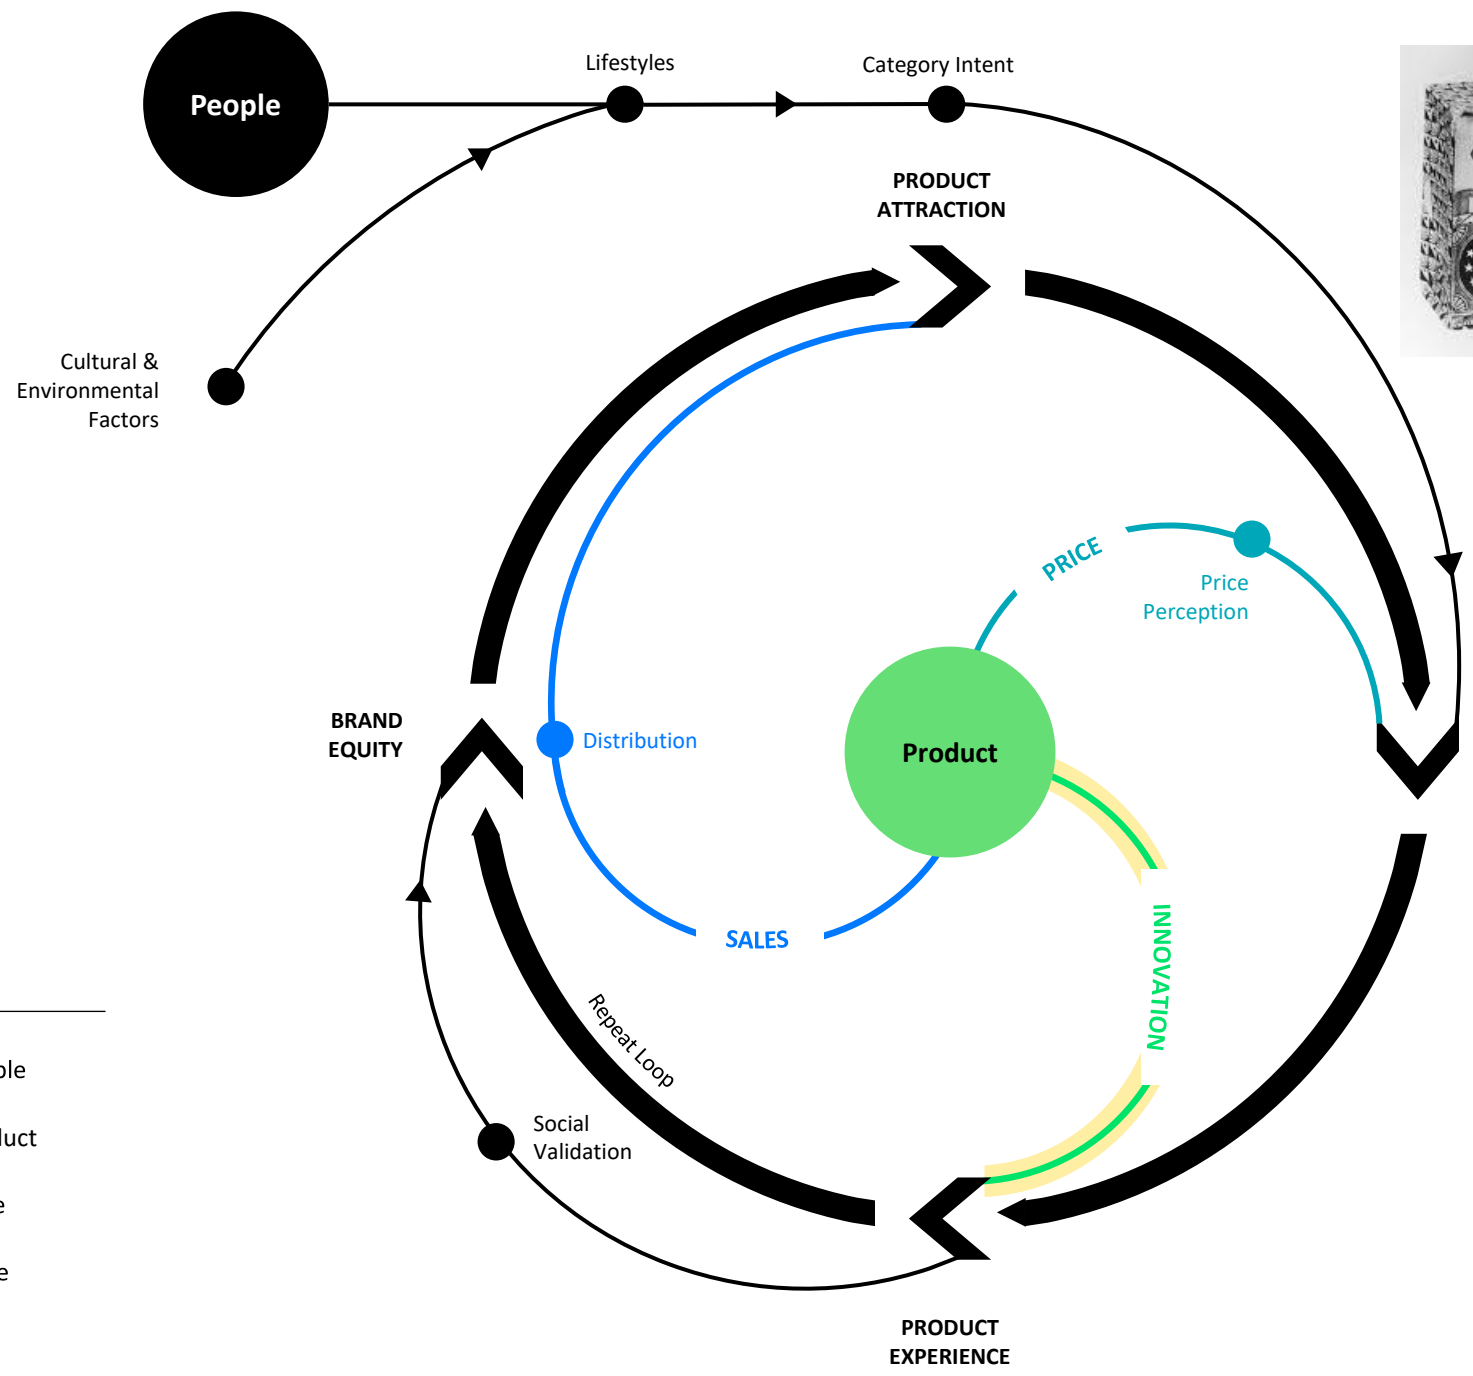 Lifestyles
Category Intent
People
PRODUCT
ATTRACTION
Cultural &
Environmental
Factors
PRICE
Price
Perception
BRAND
EQUITY
Distribution
Product
SALES
INNOVATION
Repeat Loop
Social
Validation
PRODUCT
EXPERIENCE